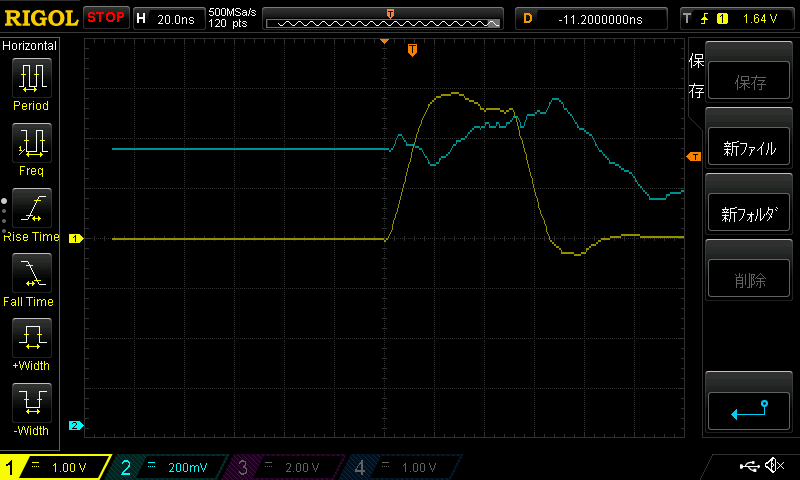 RIGOL STOP H 20.0ns 500MSa/s 120 pts T D -11.2000000ns T 1 1.64 V
Horizontal
Period
Freq
Rise Time
Fall Time
+Width
-Width
T
T
1
2
保存
保存
新ファイル
新フォルダ
削除
1 = 1.00 V 2 = 200mV 3 = 2.00 V 4 = 1.00 V